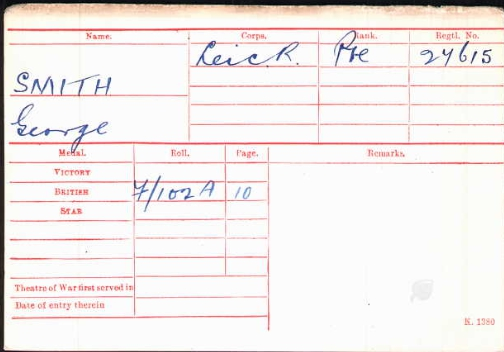 Name. Corps. Rank. Regtl. No.
Leic. R. Pte 27615
SMITH
George
Medal. Roll. Page. Remarks.
VICTORY
BRITISH 7/102A 10
STAR
Theatre of War first served in
Date of entry therein
K. 1380